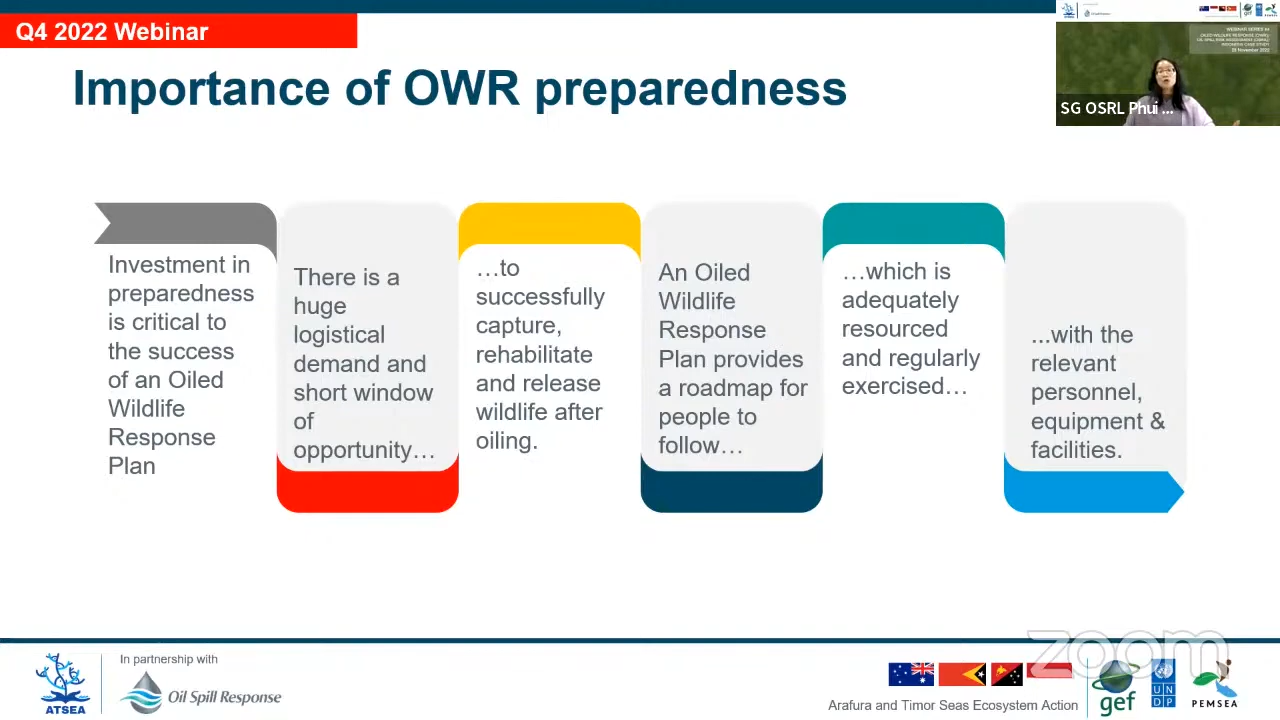 Q4 2022 Webinar
Importance of OWR preparedness
SG OSRL Phui ...
Investment in
preparedness
is critical to
the success
of an Oiled
Wildlife
Response
Plan
There is a
huge
logistical
demand and
short window
of
opportunity…
…to
successfully
capture,
rehabilitate
and release
wildlife after
oiling.
An Oiled
Wildlife
Response
Plan provides
a roadmap for
people to
follow…
…which is
adequately
resourced
and regularly
exercised…
...with the
relevant
personnel,
equipment &
facilities.
ATSEA
In partnership with
Oil Spill Response
Arafura and Timor Seas Ecosystem Action
zoom
gef
U N
D P
PEMSEA